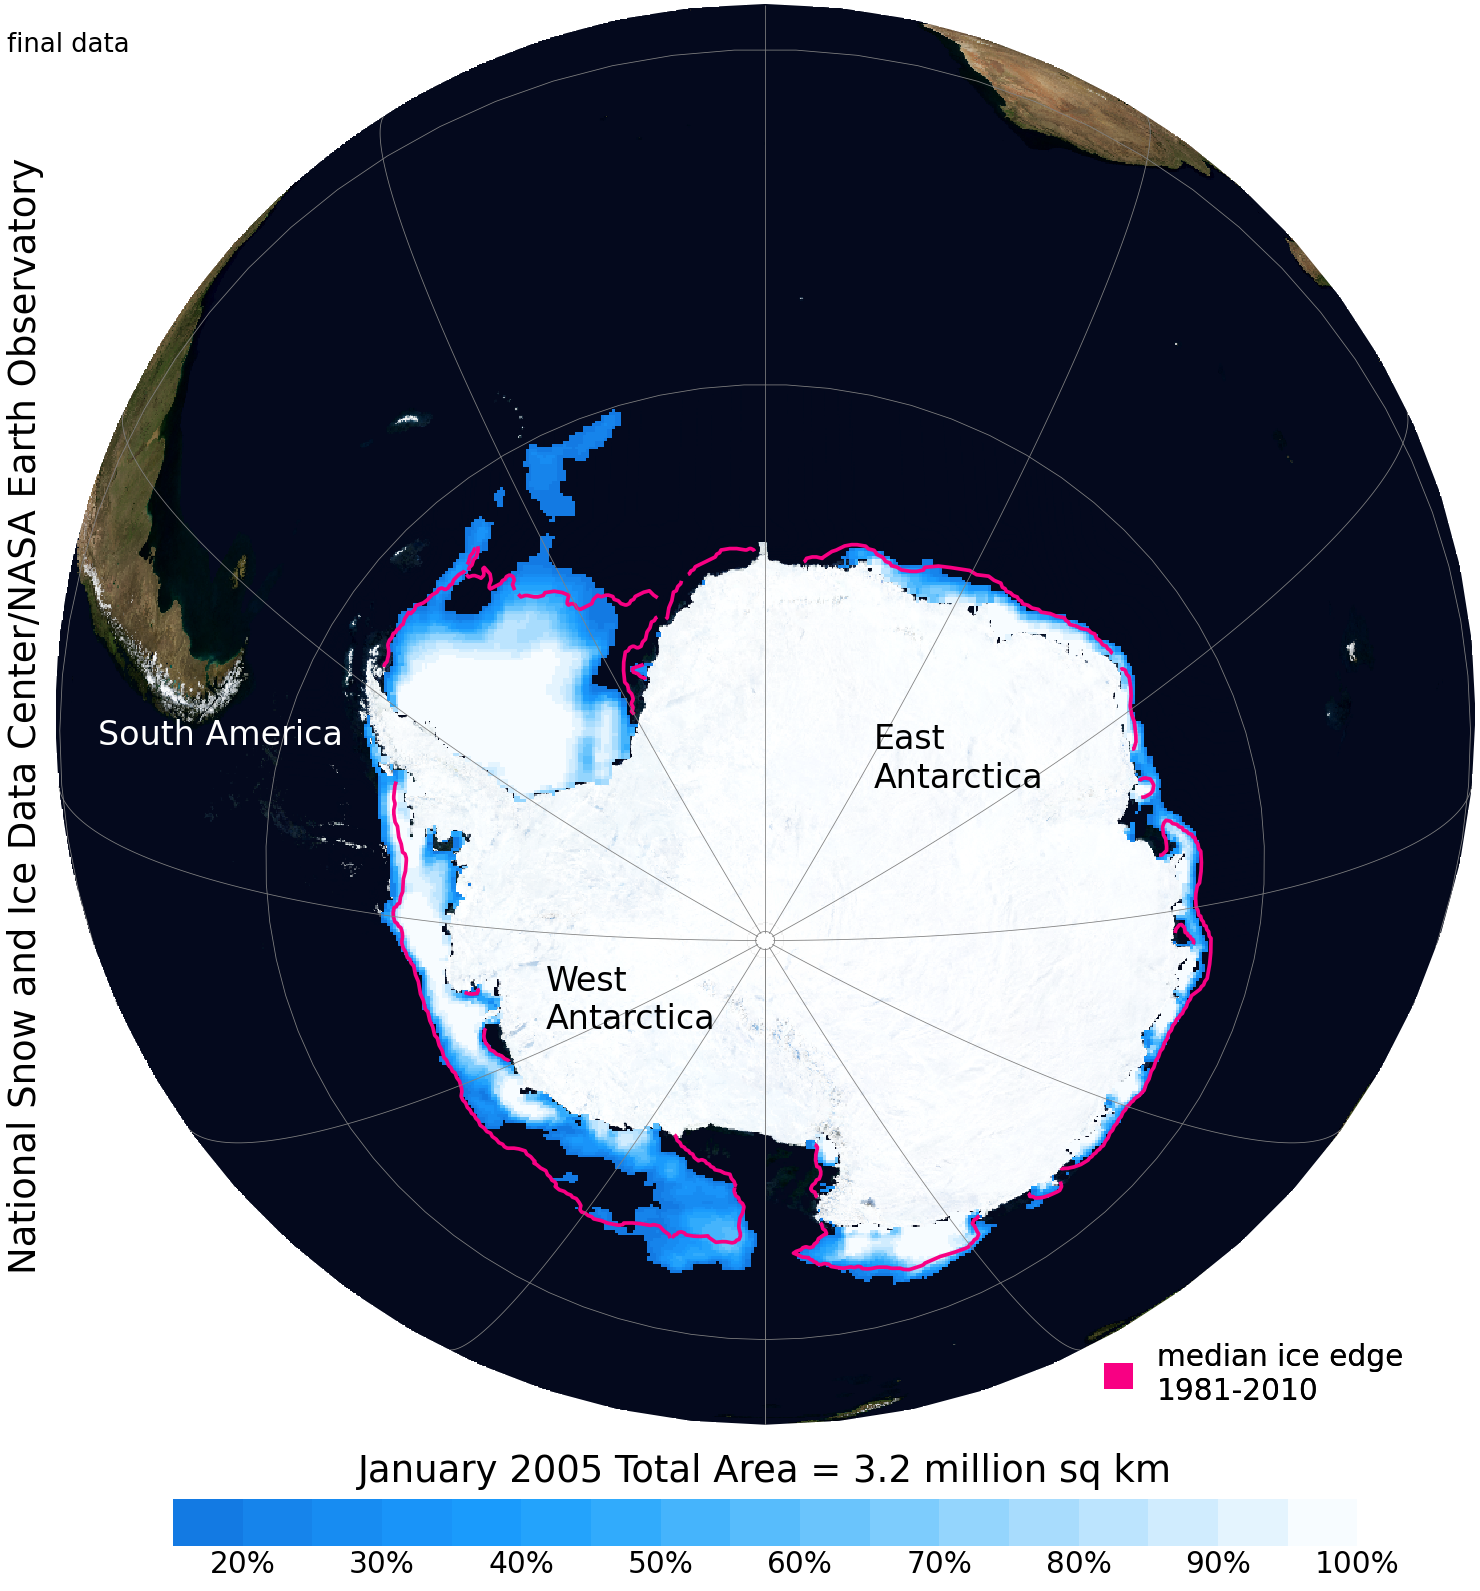 final data
National Snow and Ice Data Center/NASA Earth Observatory
South America
East
Antarctica
West
Antarctica
median ice edge
1981-2010
January 2005 Total Area = 3.2 million sq km
20% 30% 40% 50% 60% 70% 80% 90% 100%